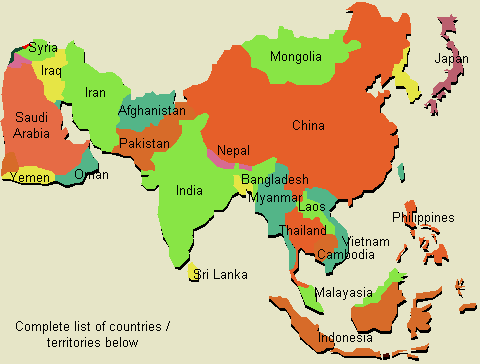 Syria
Mongolia
Japan
Iraq
Iran
Afghanistan
Saudi
Arabia
China
Pakistan
Nepal
Yemen
Oman
India
Bangladesh
Myanmar
Laos
Philippines
Thailand
Vietnam
Cambodia
Sri Lanka
Malayasia
Complete list of countries /
territories below
Indonesia